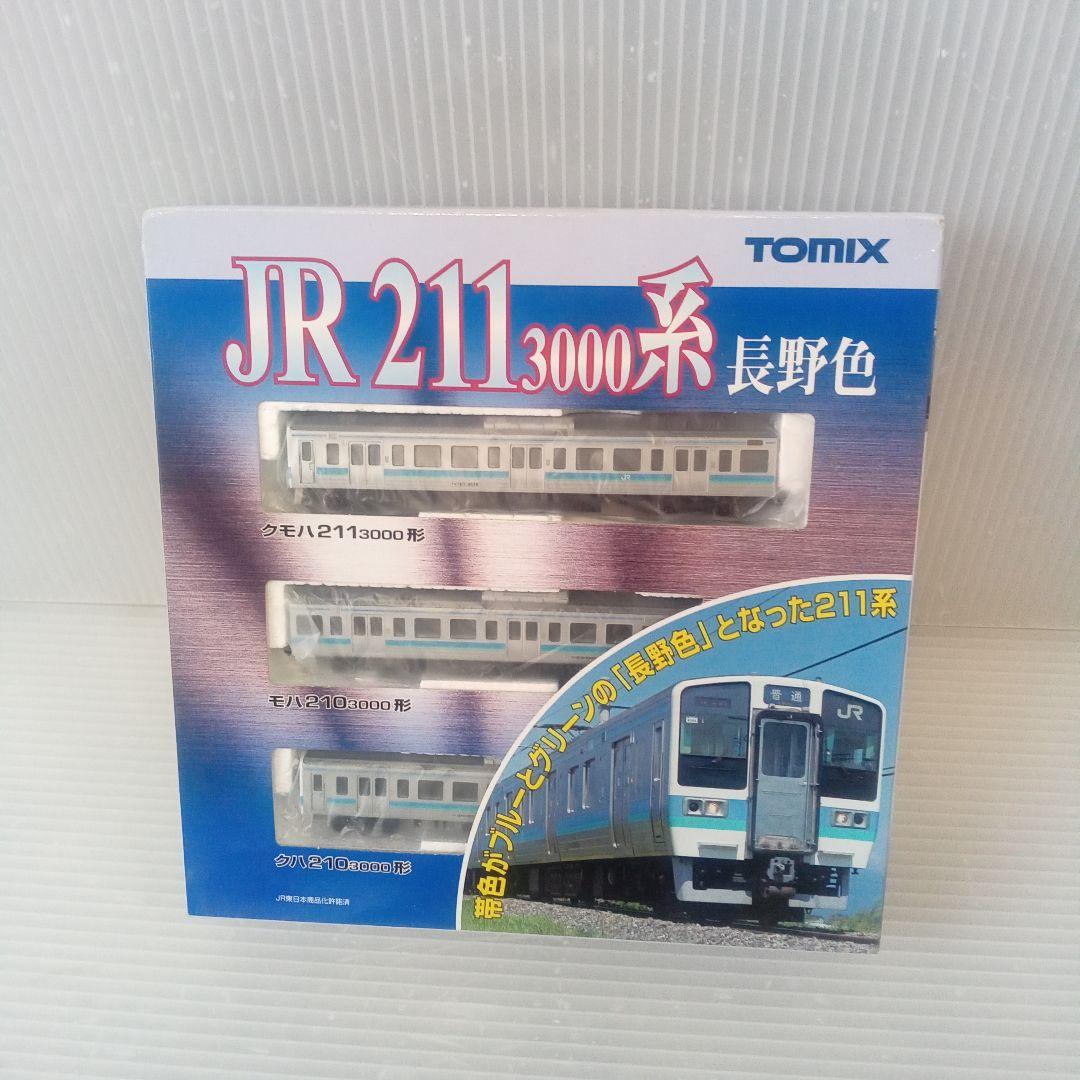 TOMIX
JR 211 3000系 長野色
JR
クモハ211 3000形
モハ210 3000形
クハ210 3000形
帯色がブルーとグリーンの「長野色」となった211系
普通
JR
JR東日本商品化許諾済